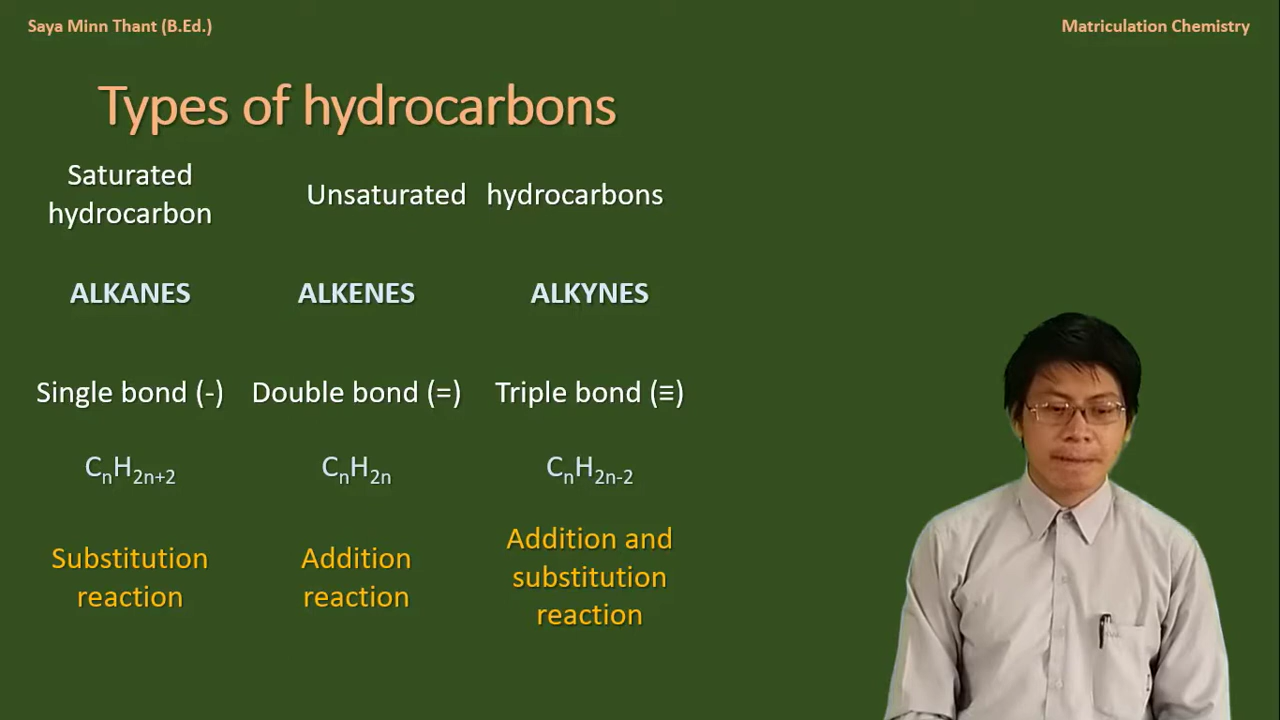 Saya Minn Thant (B.Ed.)
Matriculation Chemistry
Types of hydrocarbons
Saturated
hydrocarbon
Unsaturated hydrocarbons
ALKANES ALKENES ALKYNES
Single bond (-) Double bond (=) Triple bond (≡)
CₙH₂ₙ₊₂ CₙH₂ₙ CₙH₂ₙ₋₂
Substitution
reaction
Addition
reaction
Addition and
substitution
reaction